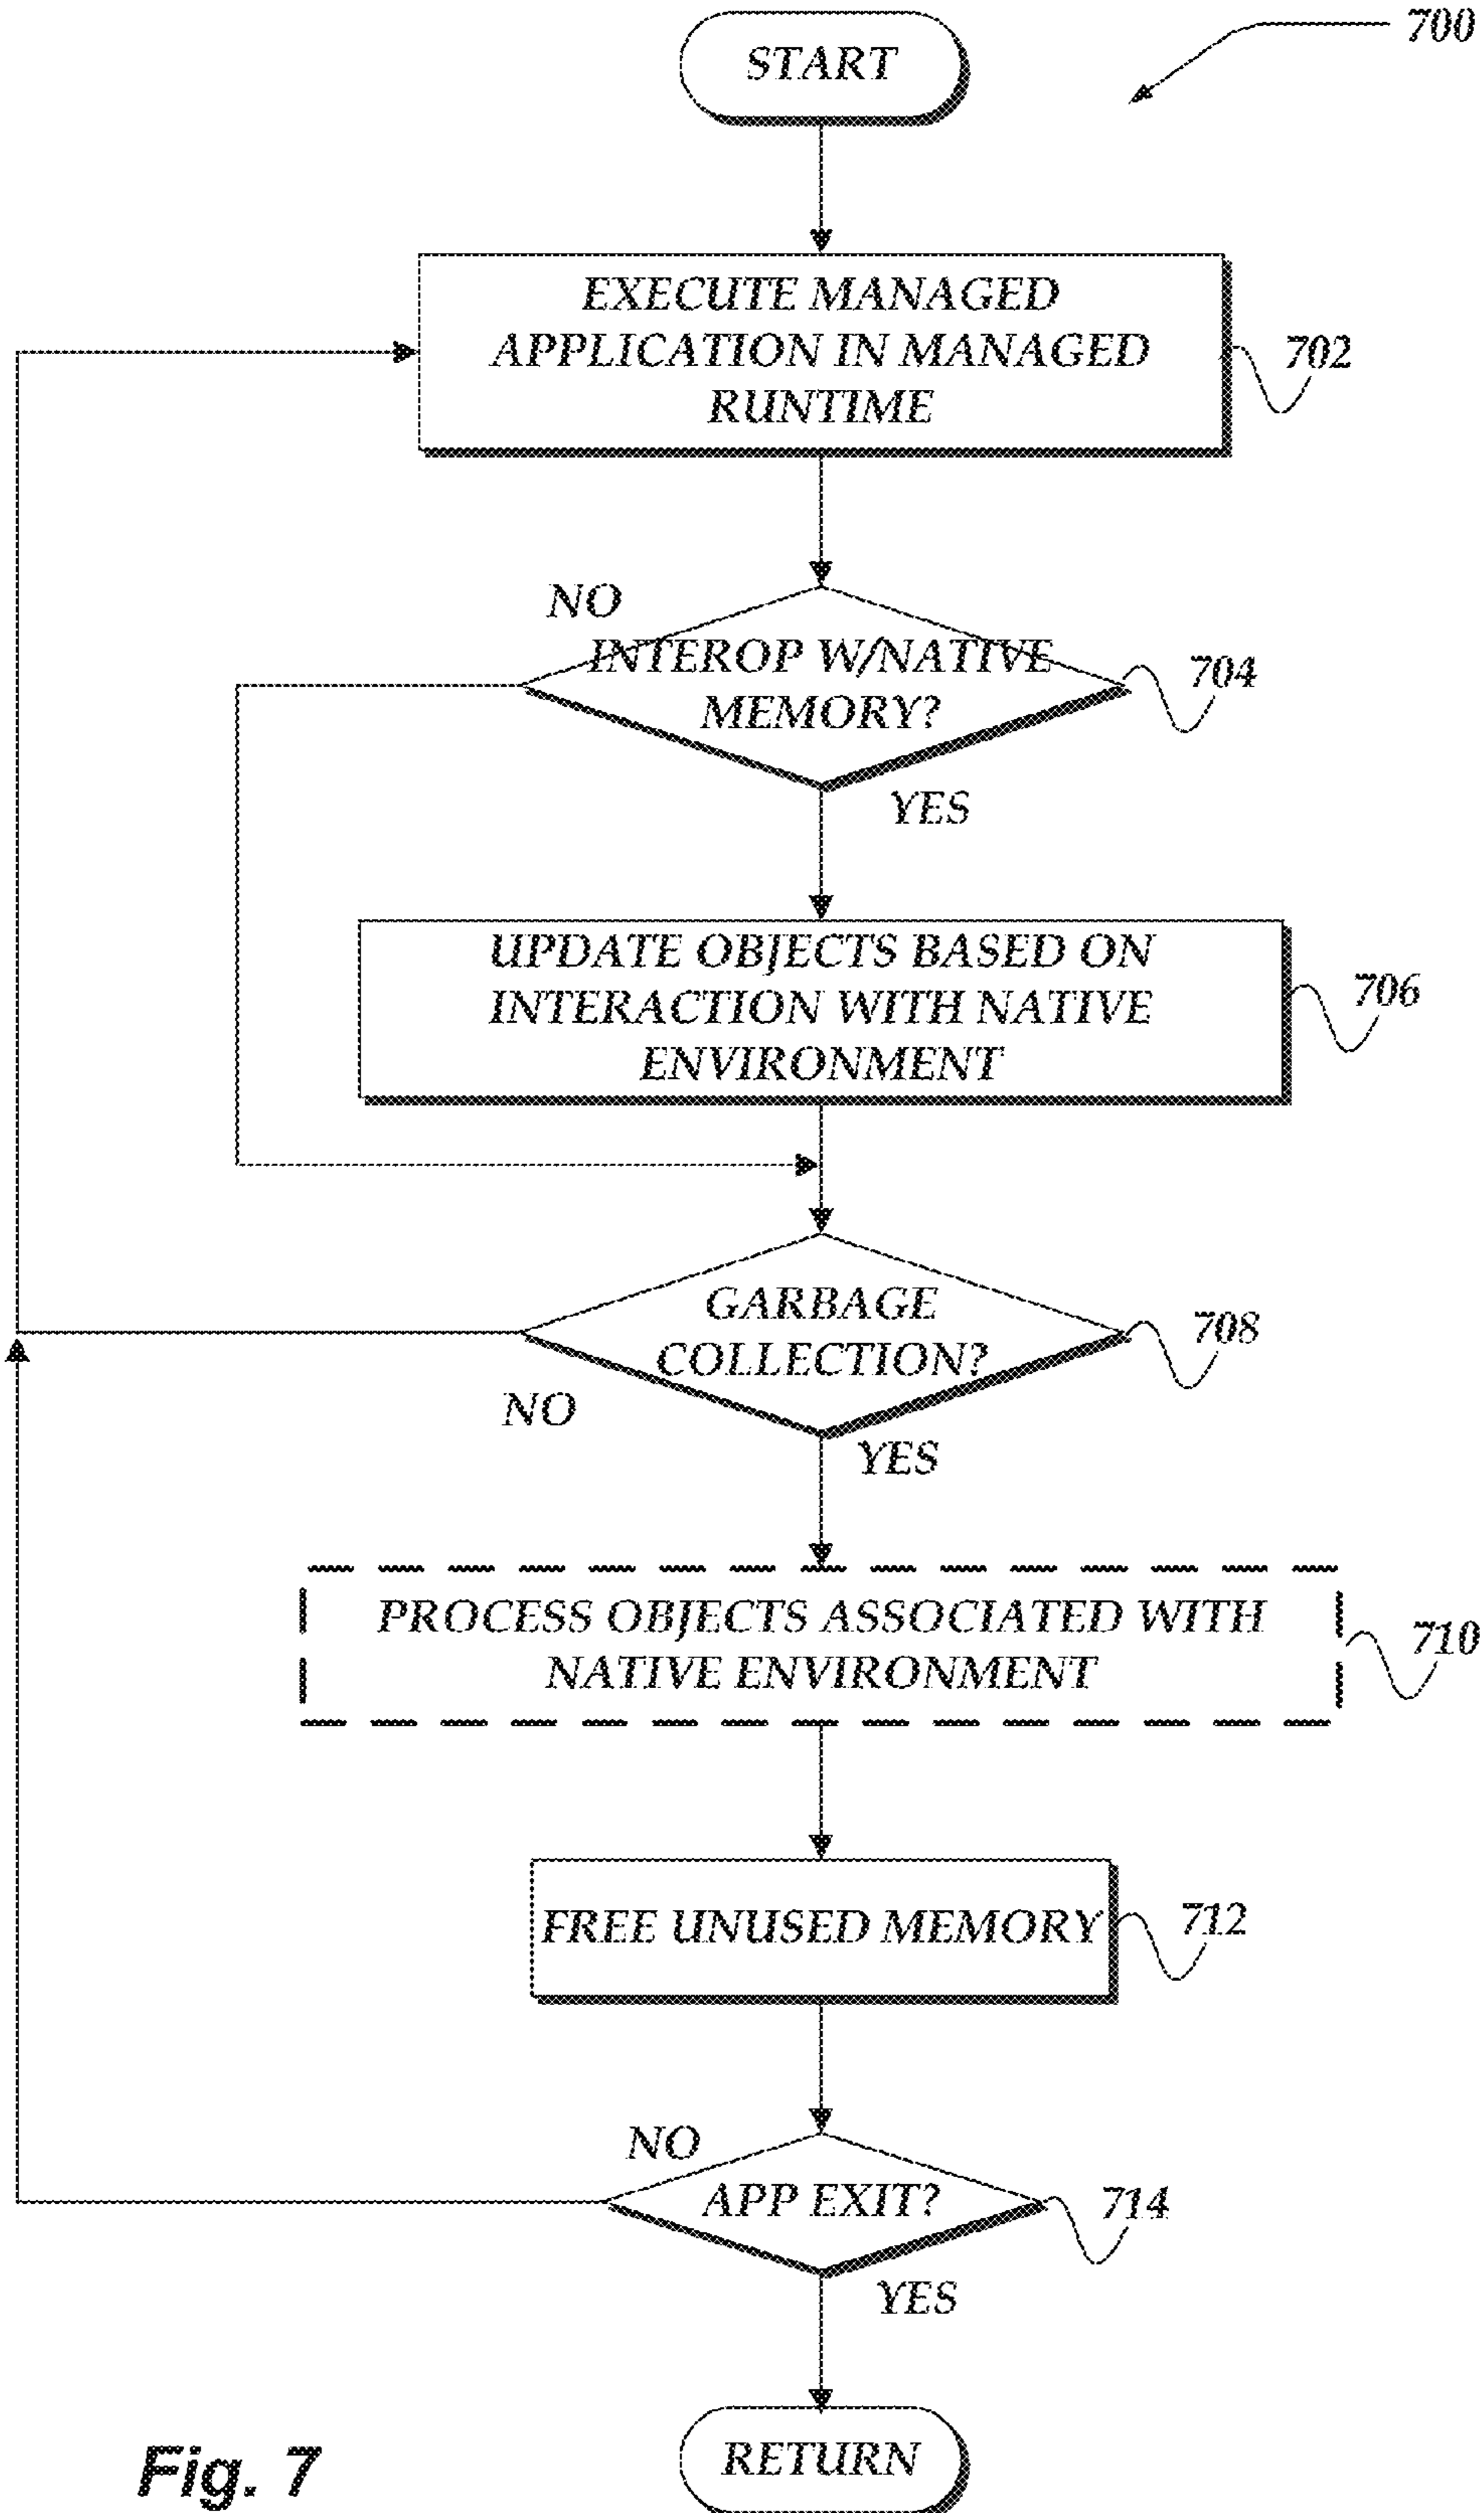 START
700
EXECUTE MANAGED
APPLICATION IN MANAGED
RUNTIME
702
NO
INTEROP W/NATIVE
MEMORY?
704
YES
UPDATE OBJECTS BASED ON
INTERACTION WITH NATIVE
ENVIRONMENT
706
GARBAGE
COLLECTION?
708
NO
YES
PROCESS OBJECTS ASSOCIATED WITH
NATIVE ENVIRONMENT
710
FREE UNUSED MEMORY
712
NO
APP EXIT?
714
YES
RETURN
Fig. 7